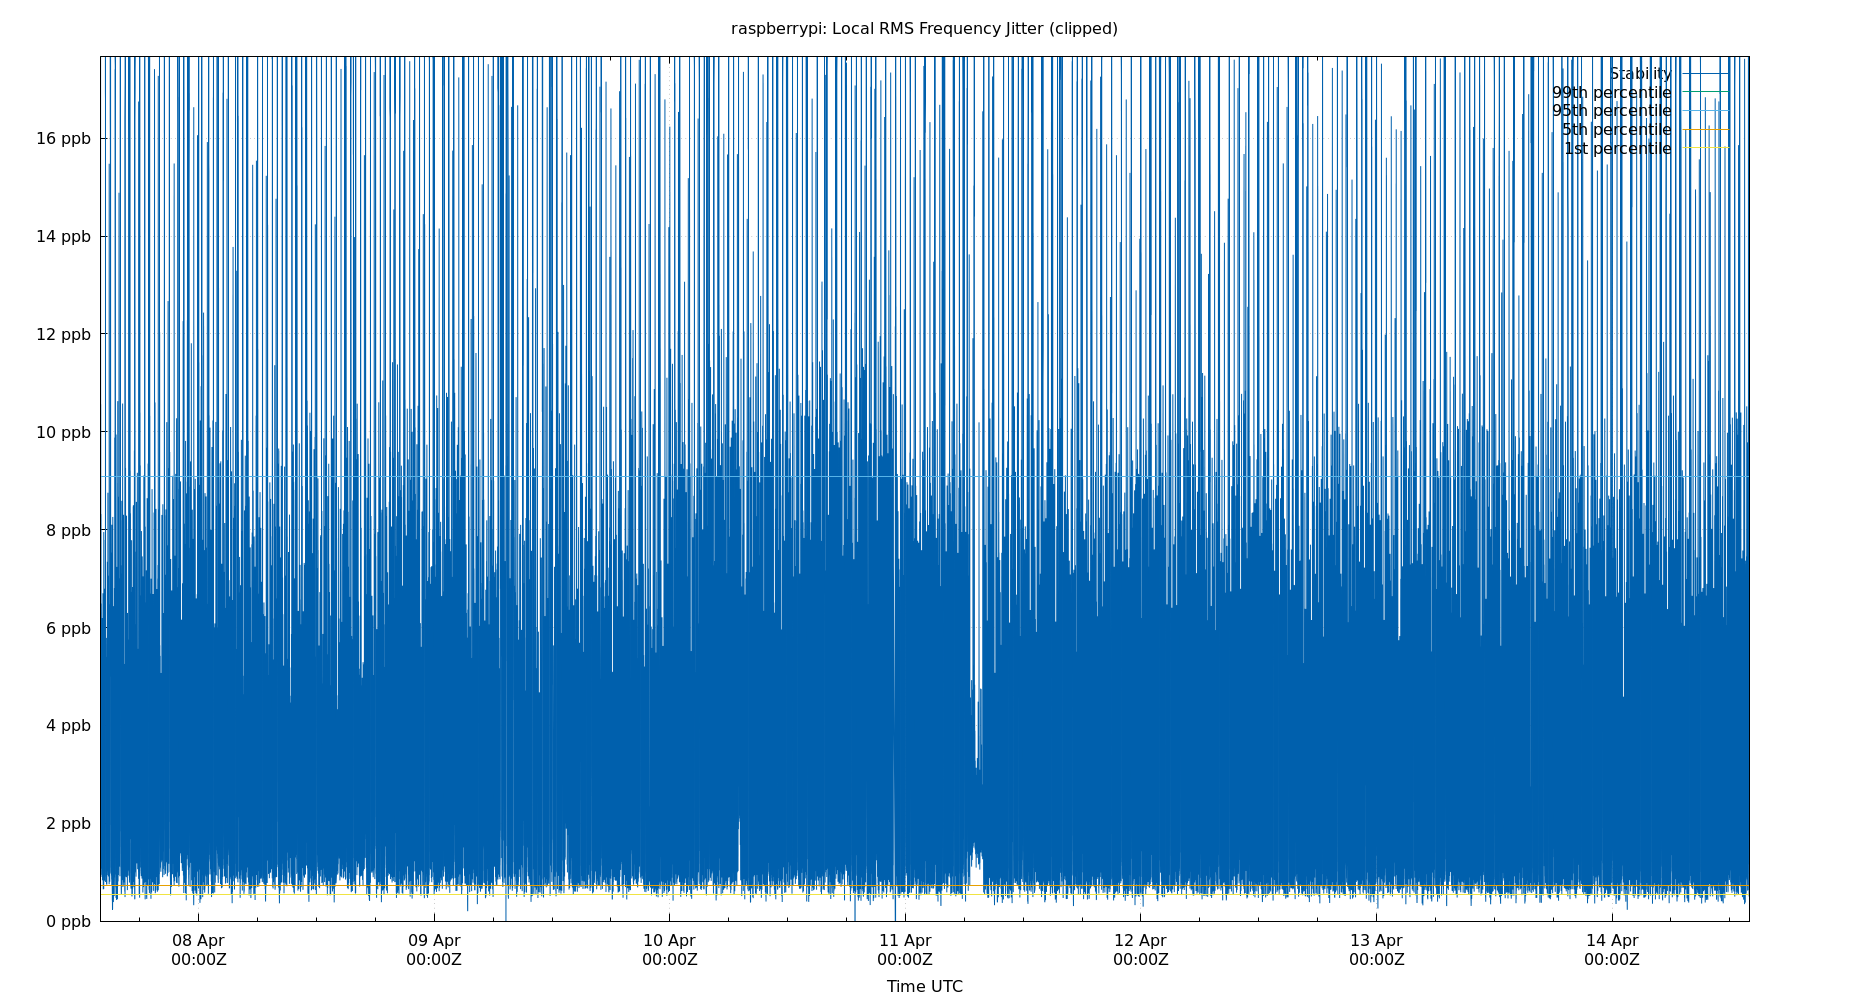 raspberrypi: Local RMS Frequency Jitter (clipped)
Stability
99th percentile
95th percentile
5th percentile
1st percentile
16 ppb
14 ppb
12 ppb
10 ppb
8 ppb
6 ppb
4 ppb
2 ppb
0 ppb
08 Apr 09 Apr 10 Apr 11 Apr 12 Apr 13 Apr 14 Apr
00:00Z 00:00Z 00:00Z 00:00Z 00:00Z 00:00Z 00:00Z
Time UTC